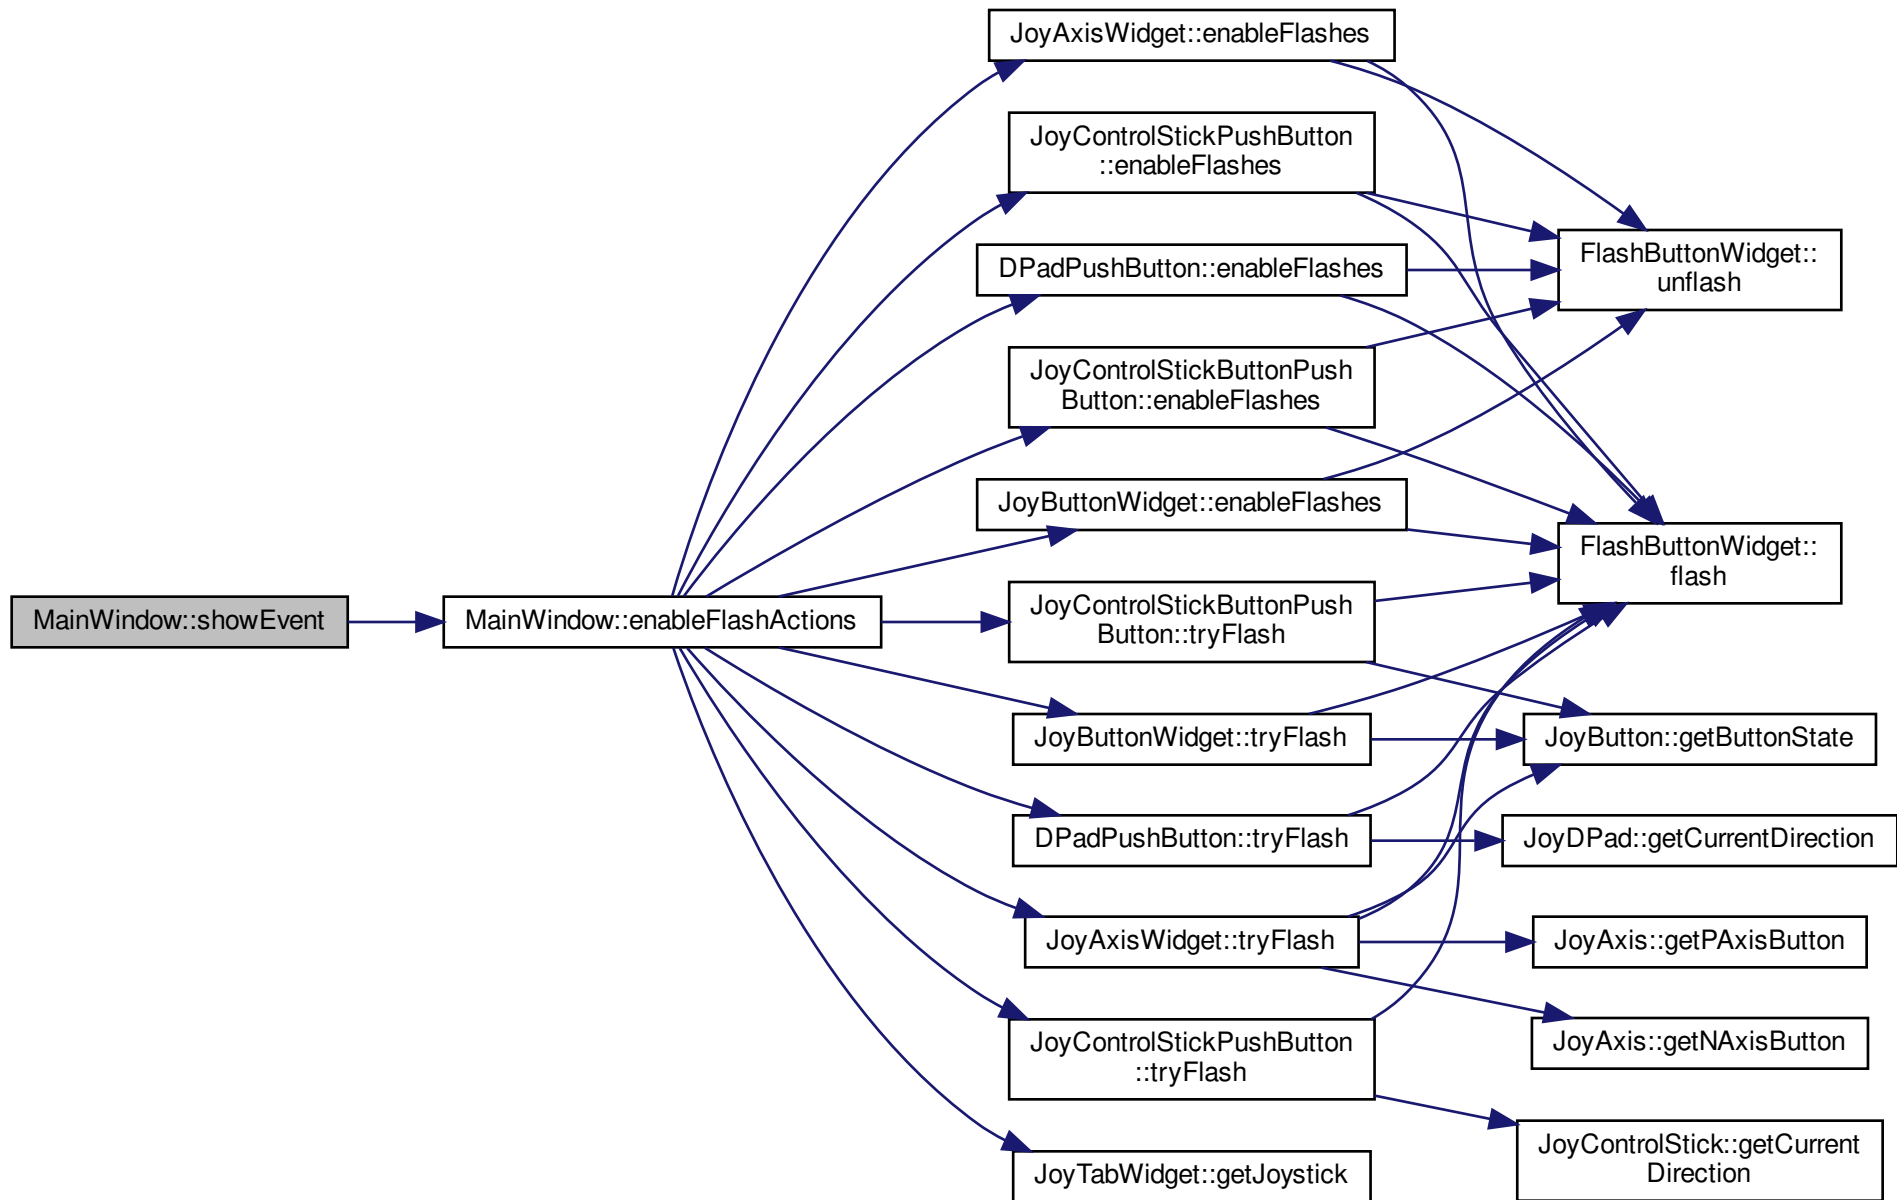 MainWindow::showEvent
MainWindow::enableFlashActions
JoyAxisWidget::enableFlashes
JoyControlStickPushButton
::enableFlashes
DPadPushButton::enableFlashes
JoyControlStickButtonPush
Button::enableFlashes
JoyButtonWidget::enableFlashes
JoyControlStickButtonPush
Button::tryFlash
JoyButtonWidget::tryFlash
DPadPushButton::tryFlash
JoyAxisWidget::tryFlash
JoyControlStickPushButton
::tryFlash
JoyTabWidget::getJoystick
FlashButtonWidget::
unflash
FlashButtonWidget::
flash
JoyButton::getButtonState
JoyDPad::getCurrentDirection
JoyAxis::getPAxisButton
JoyAxis::getNAxisButton
JoyControlStick::getCurrent
Direction